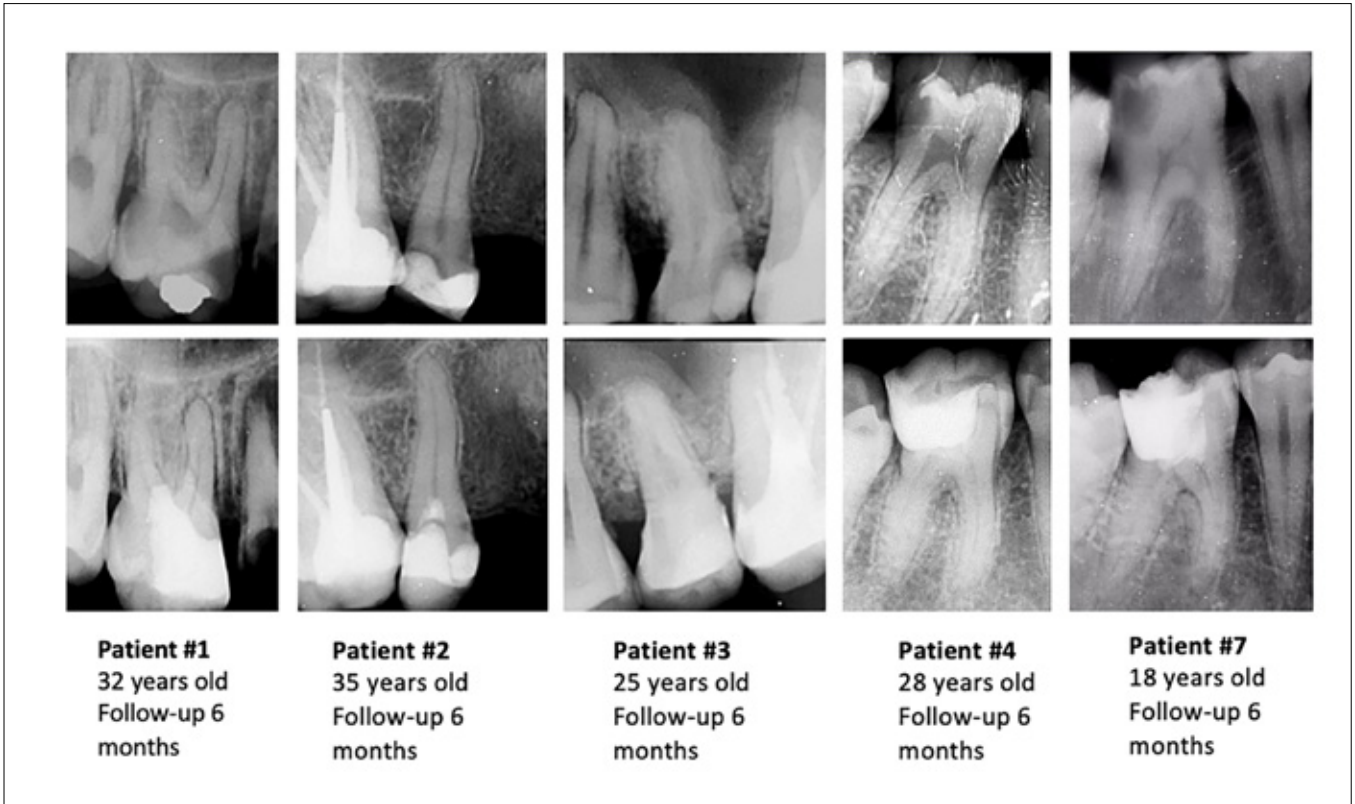 Patient #1
32 years old
Follow-up 6
months
Patient #2
35 years old
Follow-up 6
months
Patient #3
25 years old
Follow-up 6
months
Patient #4
28 years old
Follow-up 6
months
Patient #7
18 years old
Follow-up 6
months